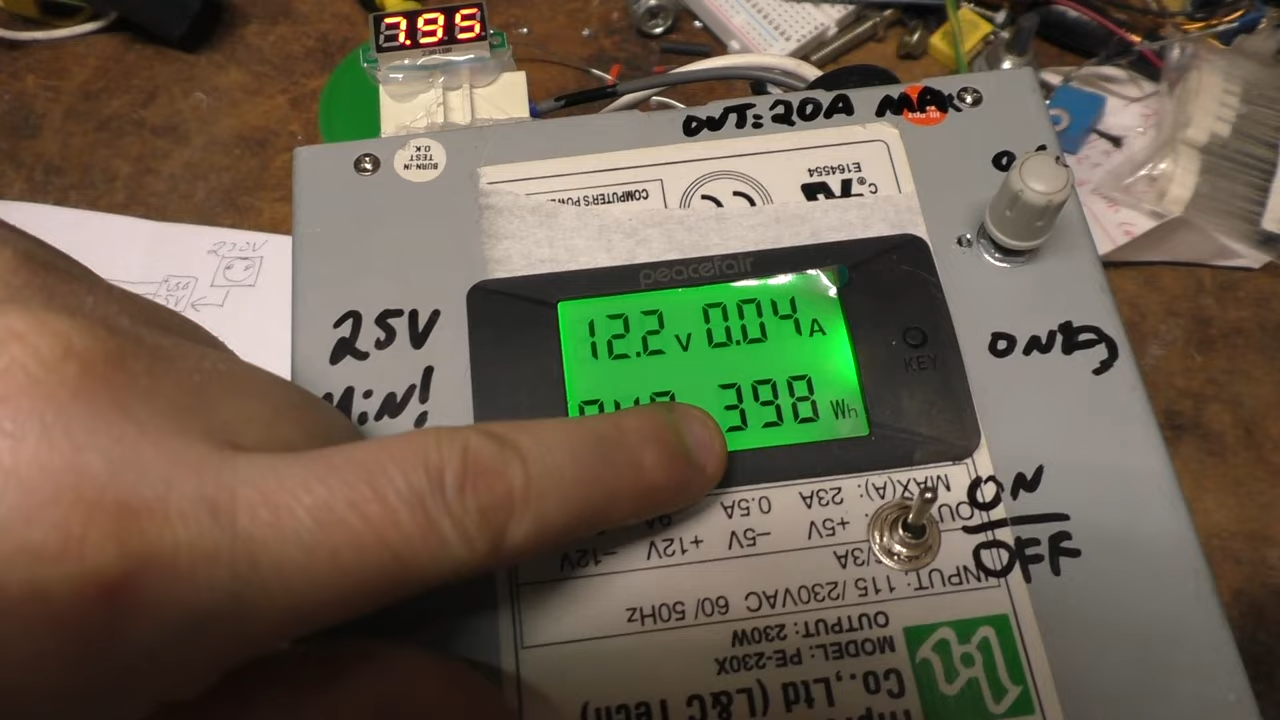 7.95
OUT: 20A MAX
BURN-IN
TEST
O.K.
E164554
COMPUTER'S
230V
USB
5V
peacefair
25V
MIN!
12.2 V 0.04 A
398 Wh
KEY
ON
OFF
MAX(A): 23A 0.5A
+5V -5V +12V -12V
INPUT: 115/230VAC 60/50Hz
OUTPUT: 230W
MODEL: PE-230X
Co.,Ltd (L&C Tech)